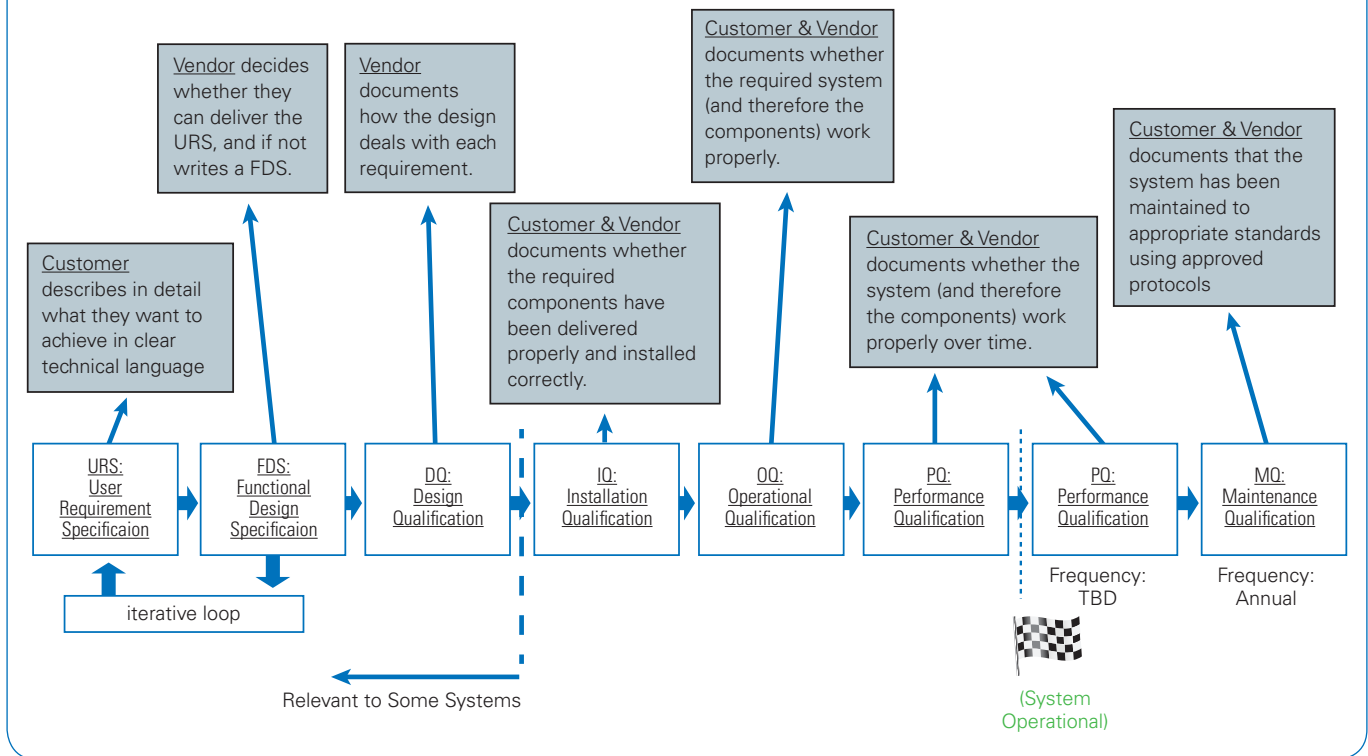 Vendor decides
whether they
can deliver the
URS, and if not
writes a FDS.
Vendor
documents
how the design
deals with each
requirement.
Customer & Vendor
documents whether
the required system
(and therefore the
components) work
properly.
Customer & Vendor
documents that the
system has been
maintained to
appropriate standards
using approved
protocols
Customer
describes in detail
what they want to
achieve in clear
technical language
Customer & Vendor
documents whether
the required
components have
been delivered
properly and installed
correctly.
Customer & Vendor
documents whether the
system (and therefore
the components) work
properly over time.
URS:
User
Requirement
Specificaion
FDS:
Functional
Design
Specificaion
DQ:
Design
Qualification
IQ:
Installation
Qualification
OQ:
Operational
Qualification
PQ:
Performance
Qualification
PQ:
Performance
Qualification
MQ:
Maintenance
Qualification
iterative loop
Frequency:
TBD
Frequency:
Annual
Relevant to Some Systems
(System
Operational)